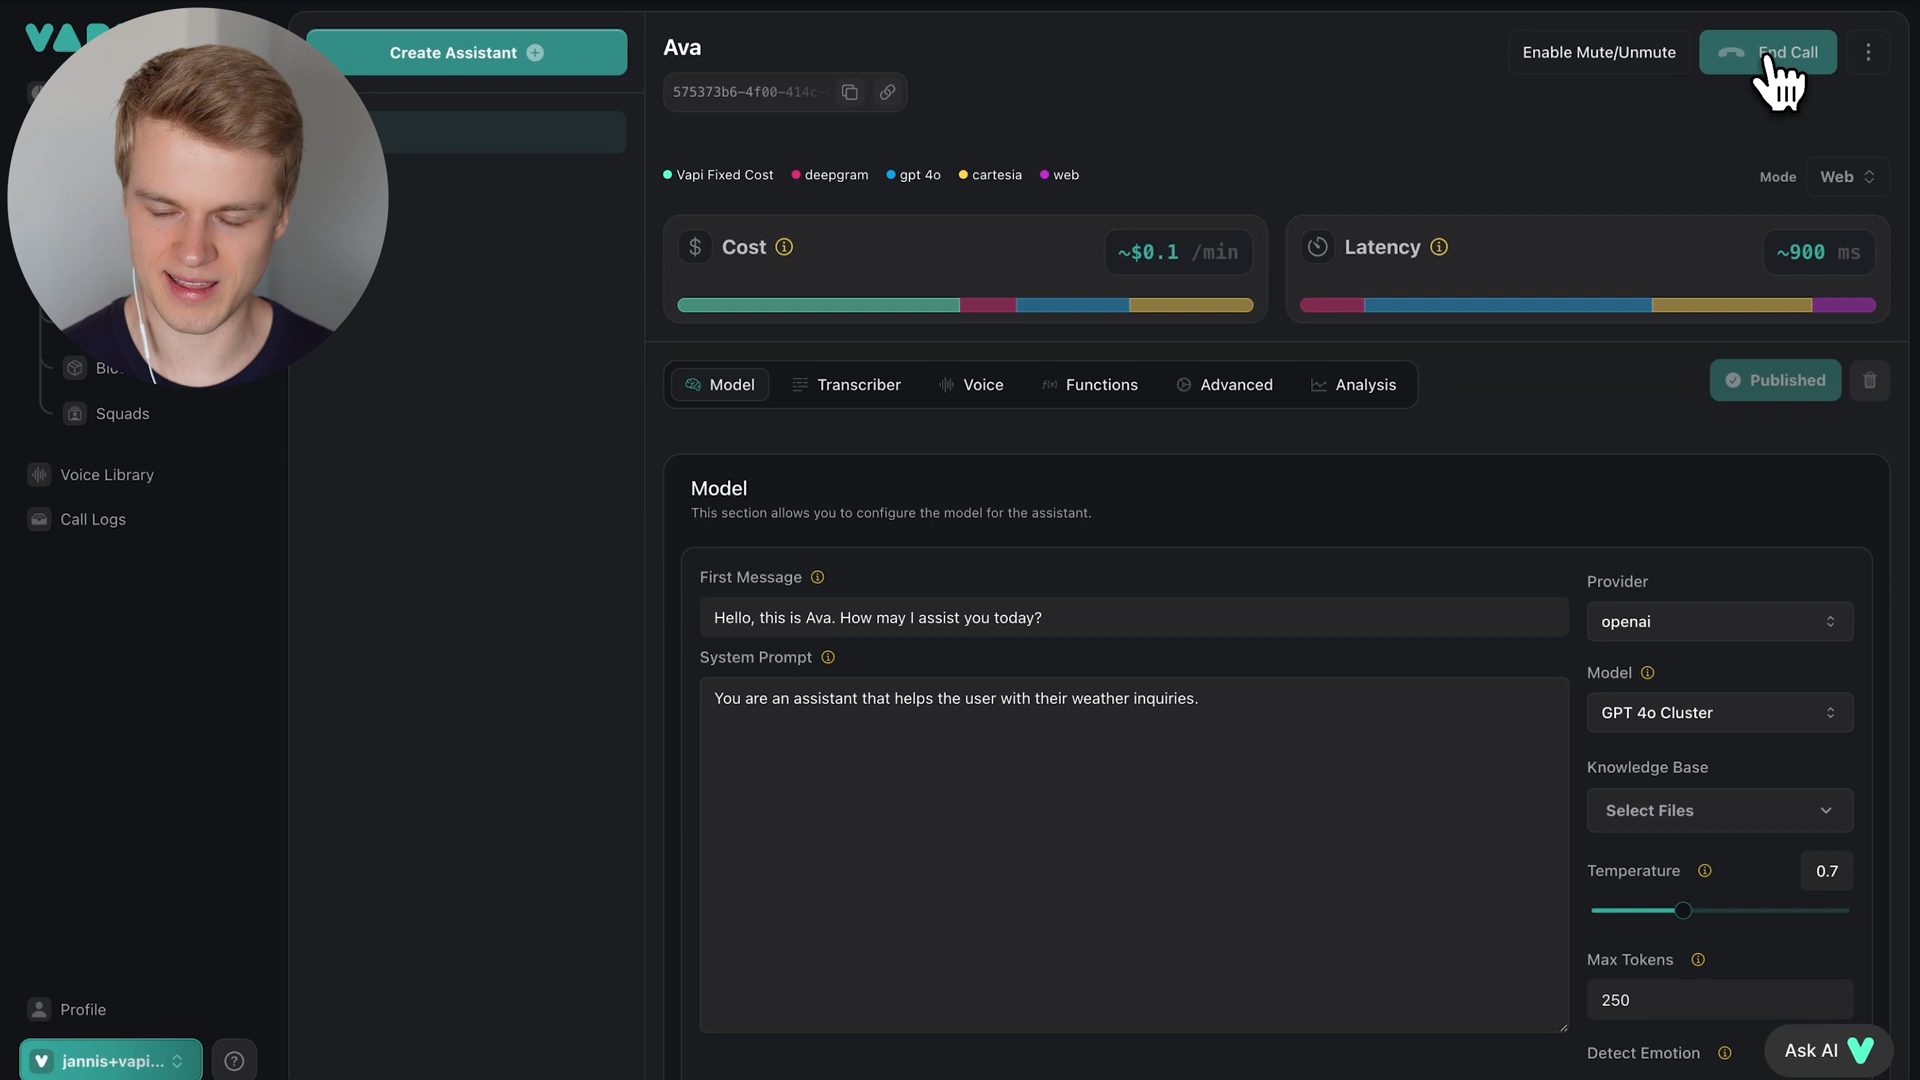 Create Assistant
Ava
Enable Mute/Unmute
End Call
575373b6-4f00-414c-
Vapi Fixed Cost
deepgram
gpt 4o
cartesia
web
Mode
Web
Cost
~$0.1 /min
Latency
~900 ms
Model
Transcriber
Voice
Functions
Advanced
Analysis
Published
Squads
Voice Library
Call Logs
Model
This section allows you to configure the model for the assistant.
First Message
Hello, this is Ava. How may I assist you today?
System Prompt
You are an assistant that helps the user with their weather inquiries.
Provider
openai
Model
GPT 4o Cluster
Knowledge Base
Select Files
Temperature
0.7
Max Tokens
250
Detect Emotion
Ask AI
Profile
jannis+vapi...